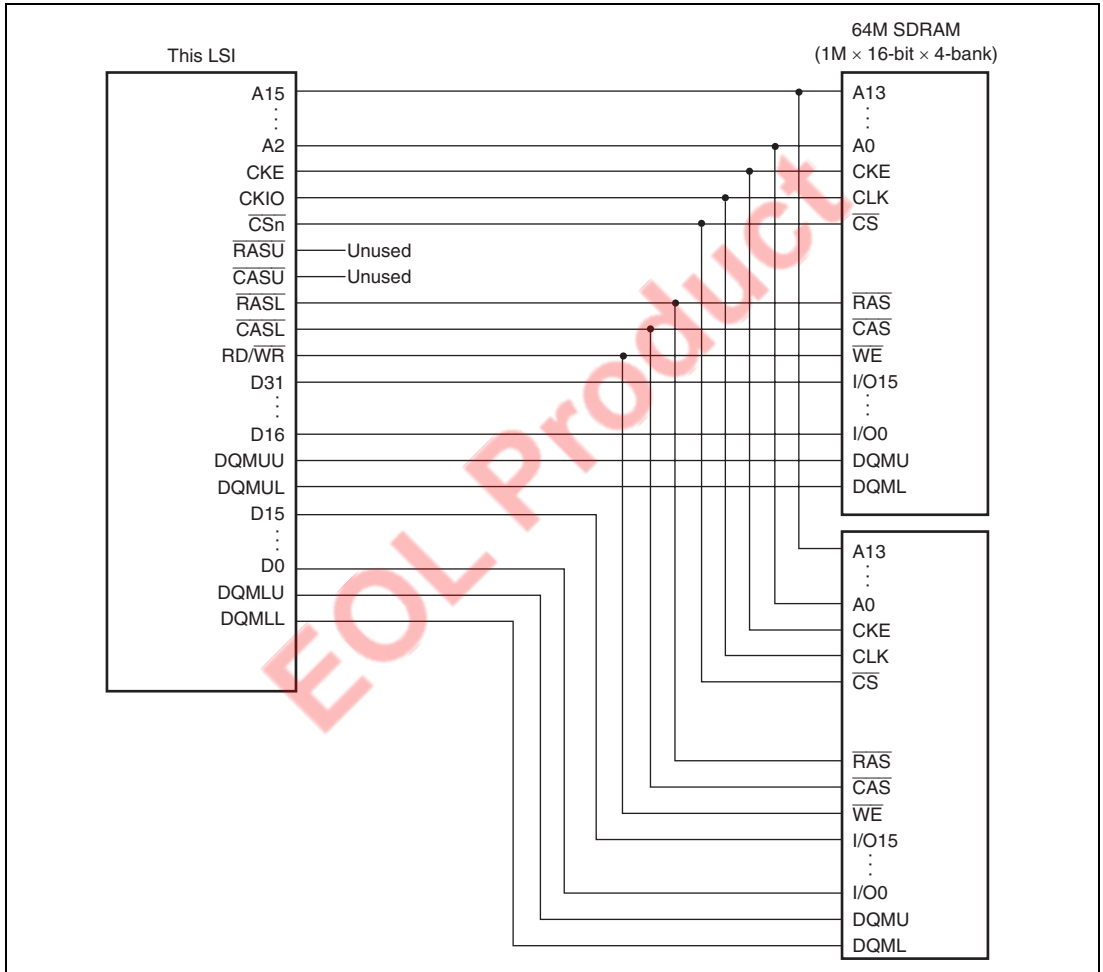 This LSI
A15
⋮
A2
CKE
CKIO
CSn
RASU
CASU
RASL
CASL
RD/WR
D31
⋮
D16
DQMUU
DQMUL
D15
⋮
D0
DQMLU
DQMLL
Unused
Unused
64M SDRAM
(1M × 16-bit × 4-bank)
A13
⋮
A0
CKE
CLK
CS
RAS
CAS
WE
I/O15
⋮
I/O0
DQMU
DQML
A13
⋮
A0
CKE
CLK
CS
RAS
CAS
WE
I/O15
⋮
I/O0
DQMU
DQML
EOL Product